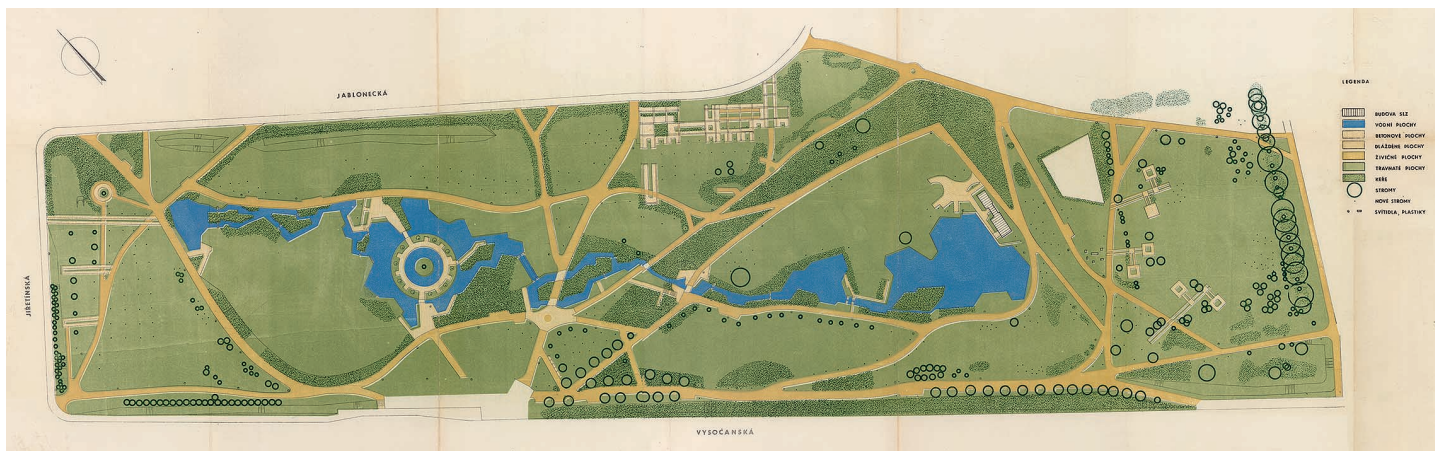 JABLONECKÁ
JIŘETÍNSKÁ
VYSOČANSKÁ
LEGENDA
BUDOVA SLZ
VODNÍ PLOCHY
BETONOVÉ PLOCHY
DLÁŽDĚNÉ PLOCHY
ŽIVIČNÉ PLOCHY
TRAVNATÉ PLOCHY
KEŘE
STROMY
NOVÉ STROMY
SVÍTIDLA, PLASTIKY